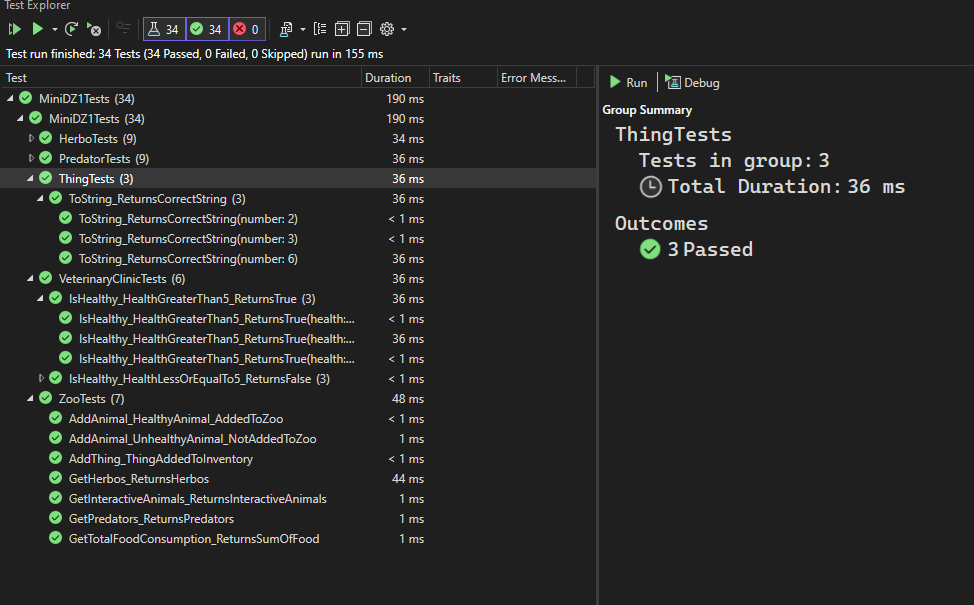 Test Explorer
34 34 0
Test run finished: 34 Tests (34 Passed, 0 Failed, 0 Skipped) run in 155 ms
Test Duration Traits Error Mess...
MiniDZ1Tests (34) 190 ms
MiniDZ1Tests (34) 190 ms
HerboTests (9) 34 ms
PredatorTests (9) 36 ms
ThingTests (3) 36 ms
ToString_ReturnsCorrectString (3) 36 ms
ToString_ReturnsCorrectString(number: 2) < 1 ms
ToString_ReturnsCorrectString(number: 3) < 1 ms
ToString_ReturnsCorrectString(number: 6) 36 ms
VeterinaryClinicTests (6) 36 ms
IsHealthy_HealthGreaterThan5_ReturnsTrue (3) 36 ms
IsHealthy_HealthGreaterThan5_ReturnsTrue(health:... < 1 ms
IsHealthy_HealthGreaterThan5_ReturnsTrue(health:... 36 ms
IsHealthy_HealthGreaterThan5_ReturnsTrue(health:... < 1 ms
IsHealthy_HealthLessOrEqualTo5_ReturnsFalse (3) < 1 ms
ZooTests (7) 48 ms
AddAnimal_HealthyAnimal_AddedToZoo < 1 ms
AddAnimal_UnhealthyAnimal_NotAddedToZoo 1 ms
AddThing_ThingAddedToInventory < 1 ms
GetHerbos_ReturnsHerbos 44 ms
GetInteractiveAnimals_ReturnsInteractiveAnimals 1 ms
GetPredators_ReturnsPredators 1 ms
GetTotalFoodConsumption_ReturnsSumOfFood 1 ms
Run Debug
Group Summary
ThingTests
Tests in group: 3
Total Duration: 36 ms
Outcomes
3 Passed